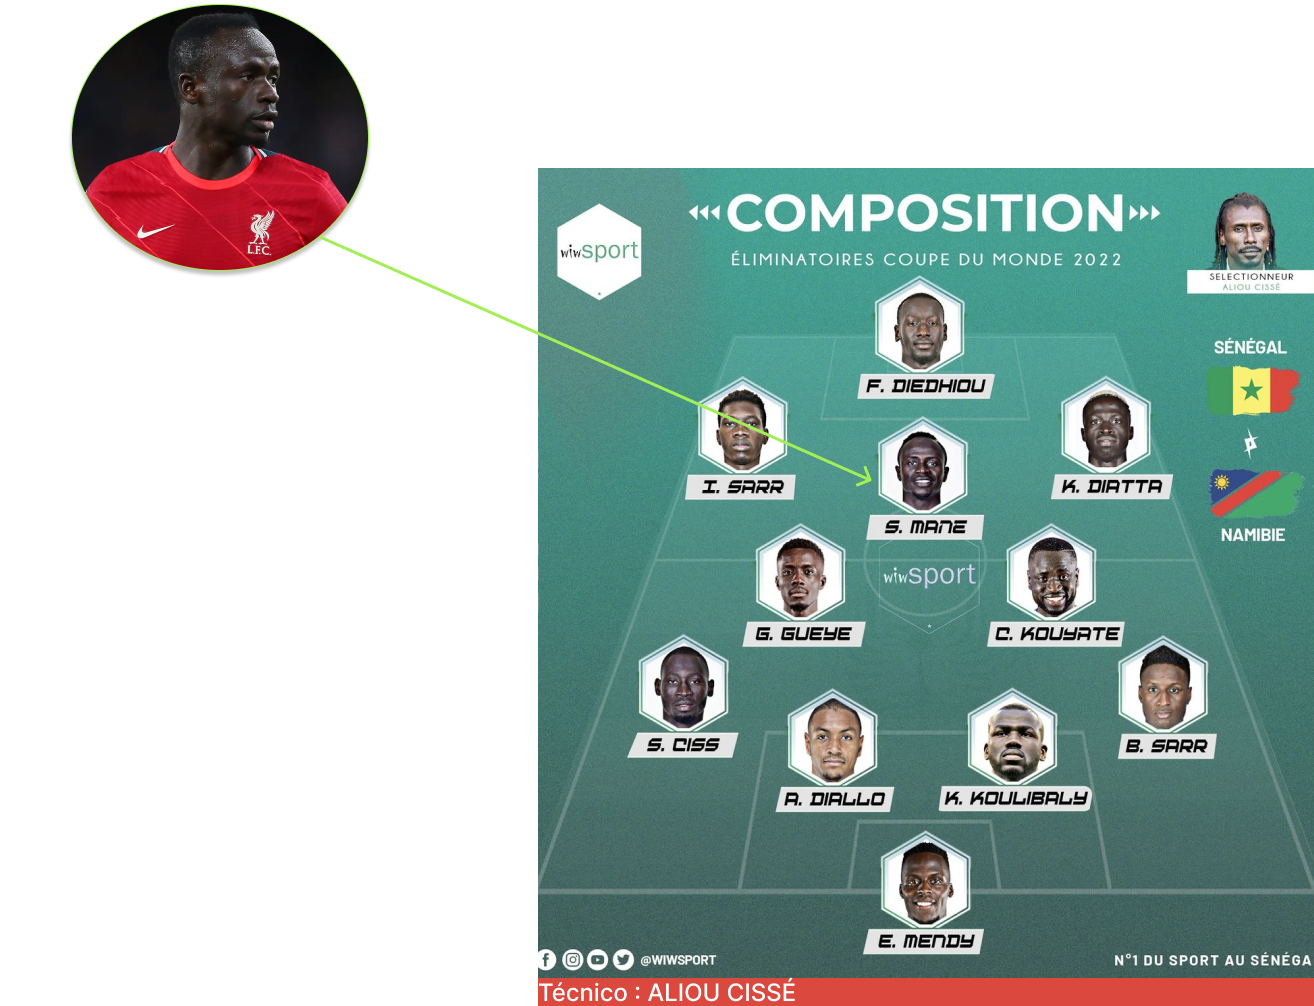 L.F.C.
COMPOSITION
ÉLIMINATOIRES COUPE DU MONDE 2022
wiwsport
SELECTIONNEUR
ALIOU CISSÉ
F. DIEDHIOU
SÉNÉGAL
I. SARR
K. DIATTA
S. MANE
NAMIBIE
wiwsport
G. GUEYE
C. KOUYATE
S. CISS
B. SARR
A. DIALLO
K. KOULIBALY
E. MENDY
@WIWSPORT
N°1 DU SPORT AU SÉNÉGA
Técnico : ALIOU CISSÉ